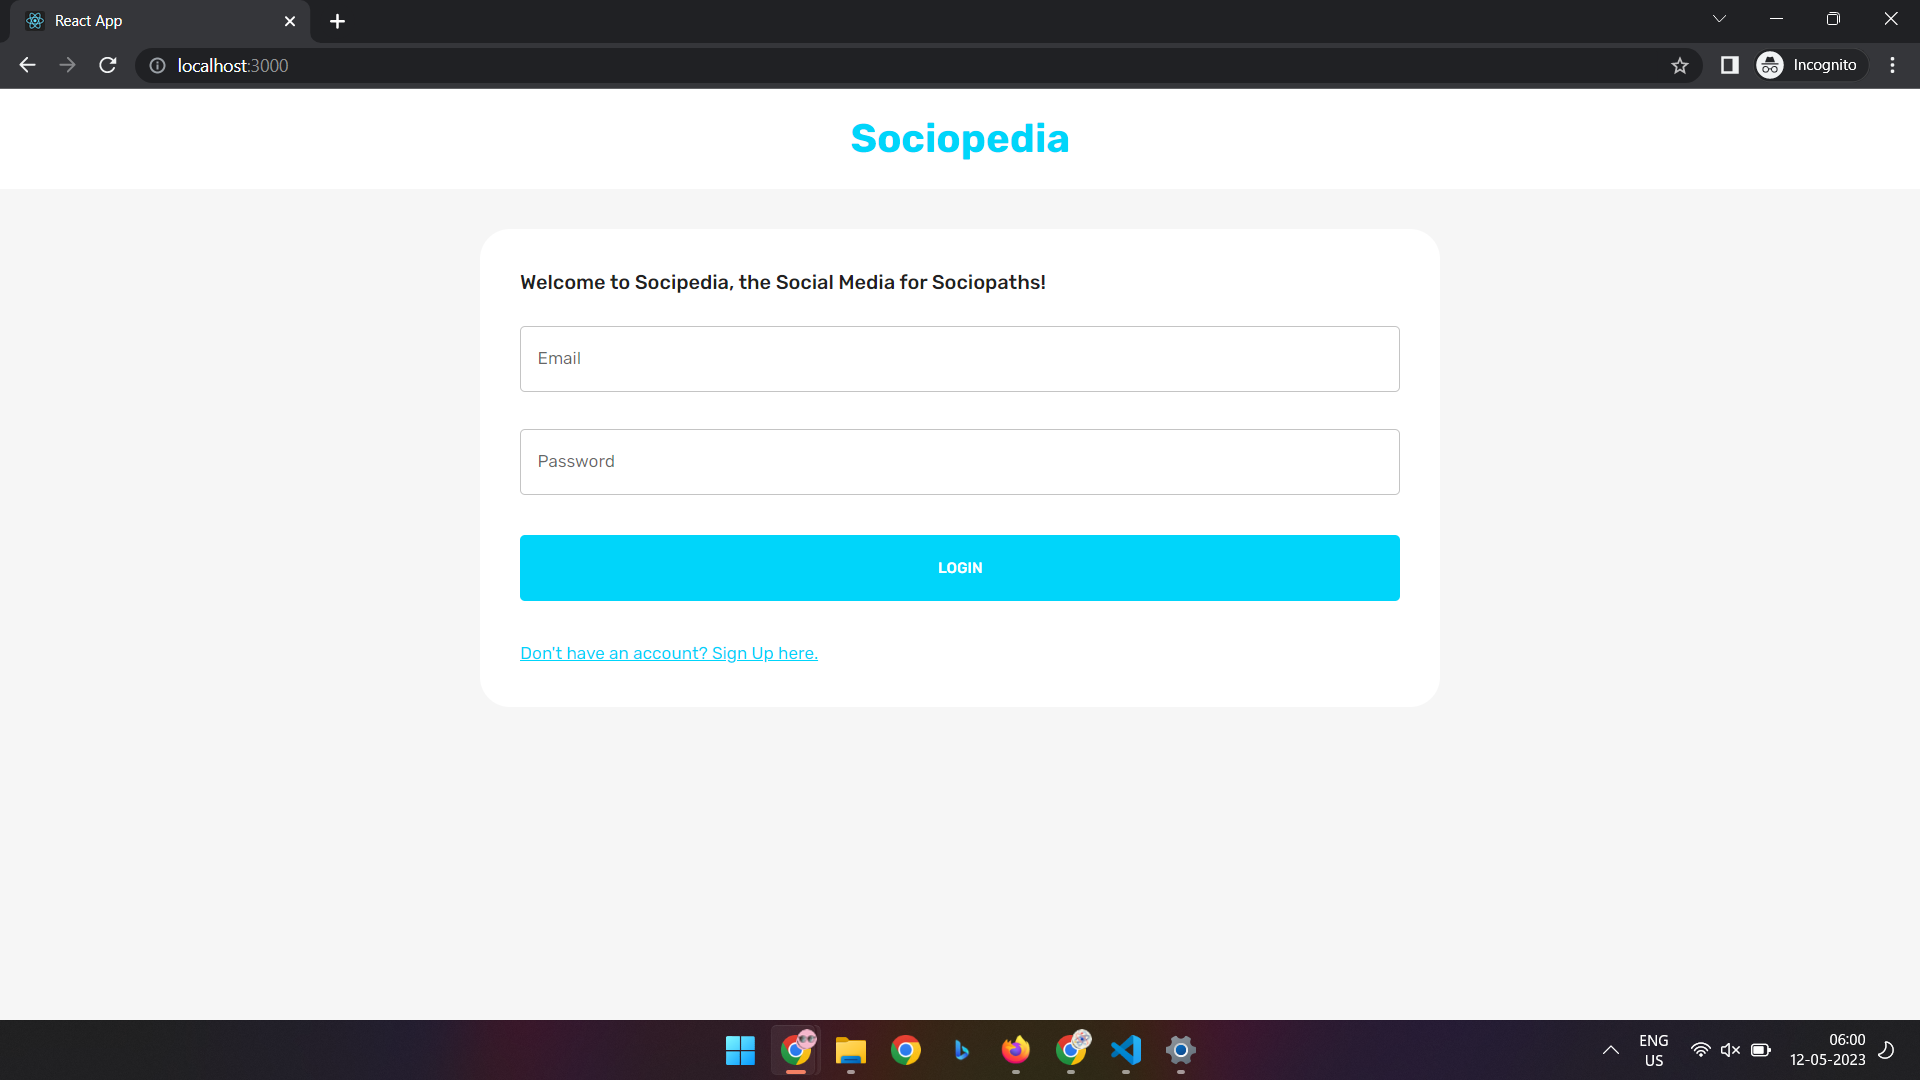 React App
localhost:3000
Incognito
Sociopedia
Welcome to Socipedia, the Social Media for Sociopaths!
Email
Password
LOGIN
Don't have an account? Sign Up here.
ENG
US
06:00
12-05-2023